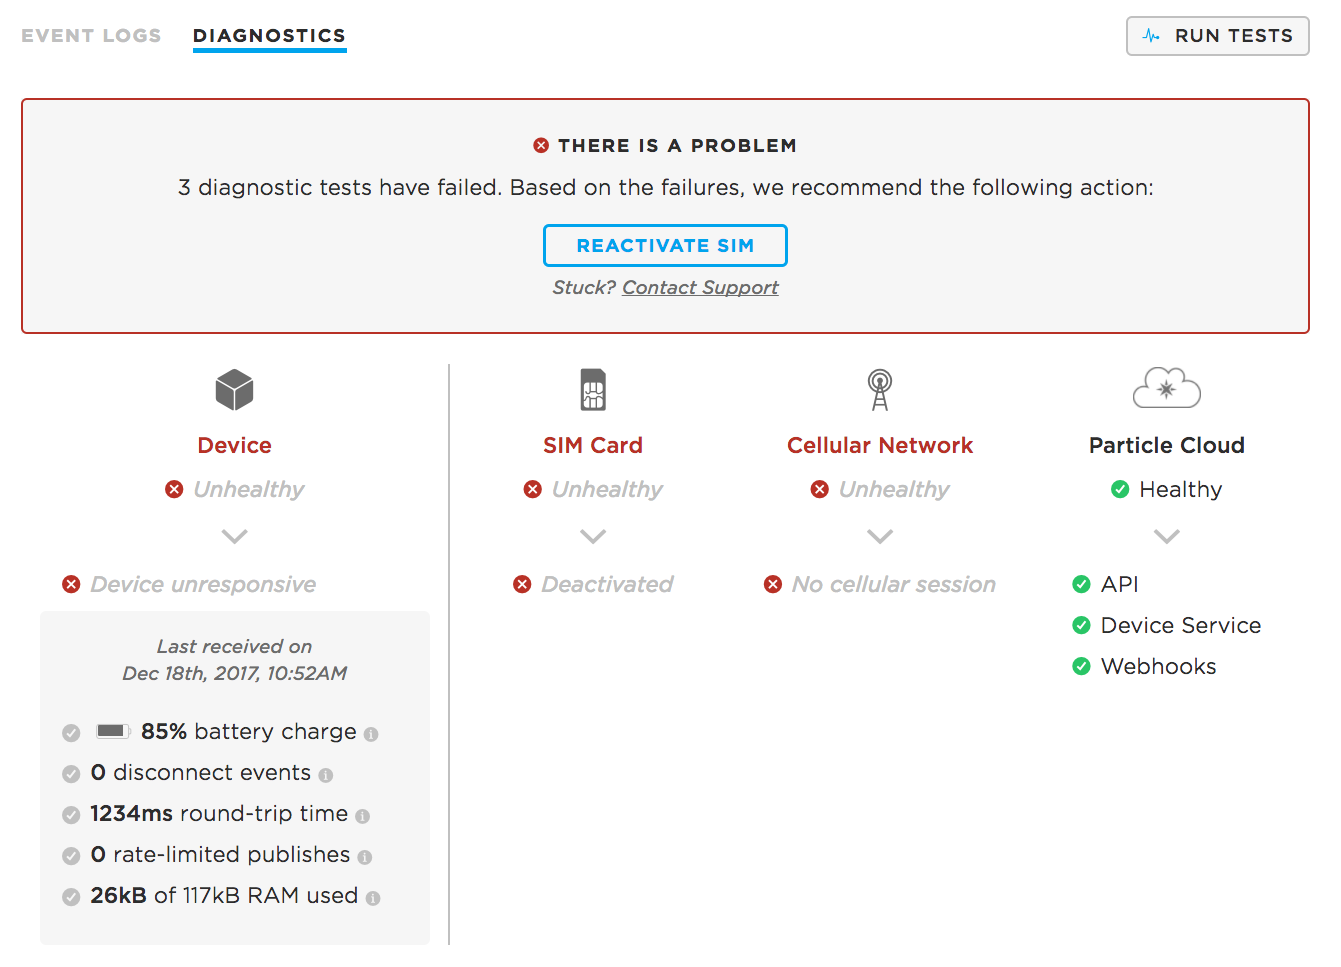 EVENT LOGS
DIAGNOSTICS
RUN TESTS
THERE IS A PROBLEM
3 diagnostic tests have failed. Based on the failures, we recommend the following action:
REACTIVATE SIM
Stuck? Contact Support
Device
Unhealthy
Device unresponsive
Last received on
Dec 18th, 2017, 10:52AM
85% battery charge
0 disconnect events
1234ms round-trip time
0 rate-limited publishes
26kB of 117kB RAM used
SIM Card
Unhealthy
Deactivated
Cellular Network
Unhealthy
No cellular session
Particle Cloud
Healthy
API
Device Service
Webhooks